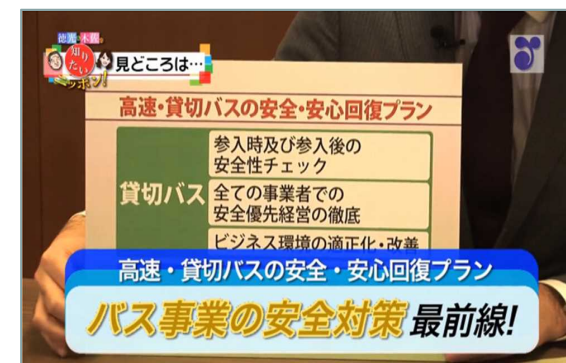 徳光・木佐の
知りたい
ニッポン!
見どころは…
高速・貸切バスの安全・安心回復プラン
貸切バス
参入時及び参入後の
安全性チェック
全ての事業者での
安全優先経営の徹底
ビジネス環境の適正化・改善
高速・貸切バスの安全・安心回復プラン
バス事業の安全対策 最前線!